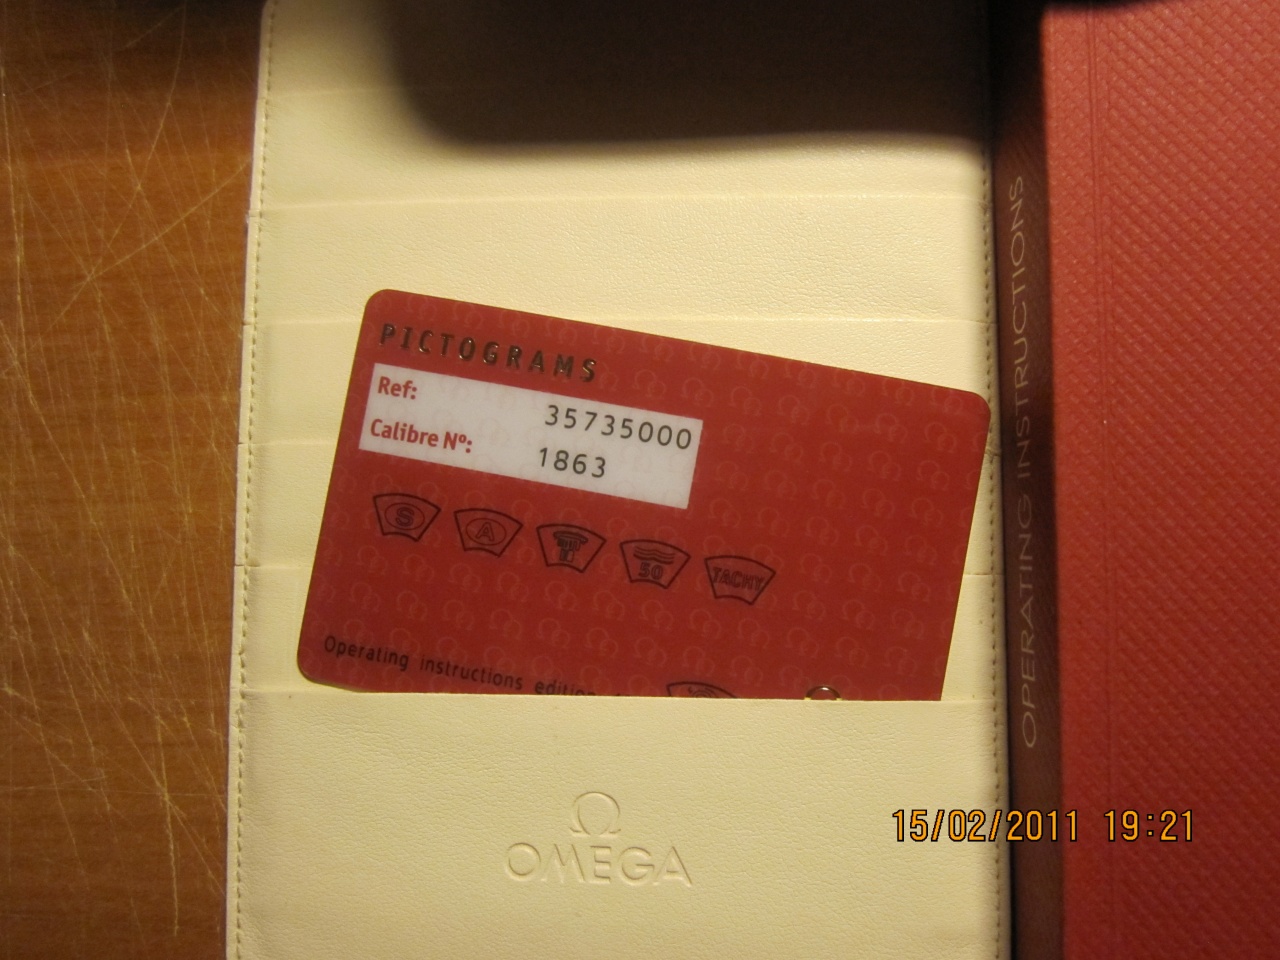 PICTOGRAMS
Ref: 35735000
Calibre Nº: 1863
S A 50 TACHY
Operating instructions
OMEGA
OPERATING INSTRUCTIONS
15/02/2011 19:21